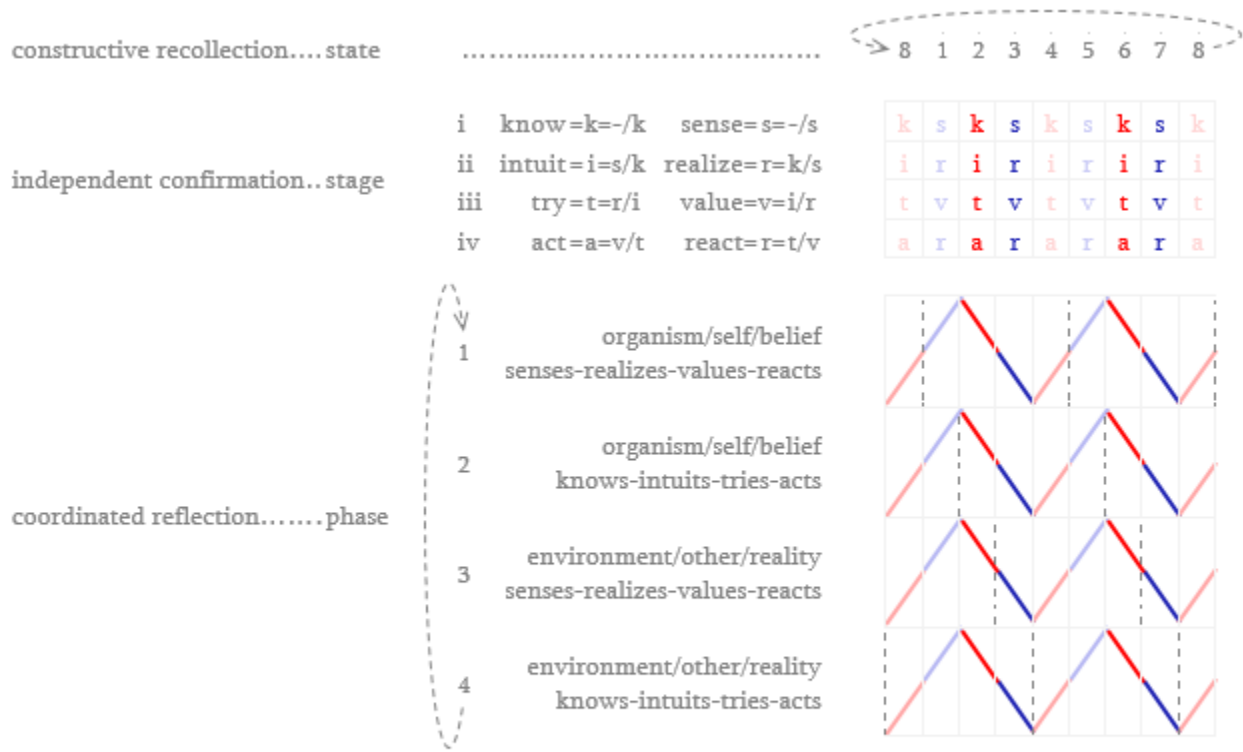 constructive recollection.... state ................................................ 8 1 2 3 4 5 6 7 8
i know=k=-/k sense=s=-/s k s k s k s k s k
independent confirmation.. stage
ii intuit=i=s/k realize=r=k/s i r i r i r i r i
iii try=t=r/i value=v=i/r t v t v t v t v t
iv act=a=v/t react=r=t/v a r a r a r a r a
1 organism/self/belief
senses-realizes-values-reacts
2 organism/self/belief
knows-intuits-tries-acts
coordinated reflection....... phase
3 environment/other/reality
senses-realizes-values-reacts
4 environment/other/reality
knows-intuits-tries-acts